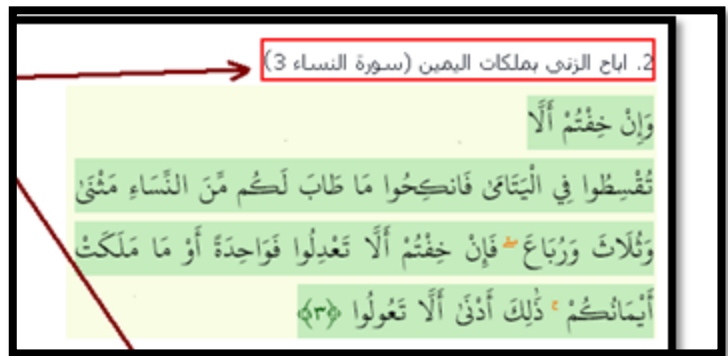 2. اباح الزنى بملكات اليمين (سورة النساء 3)
وَإِنْ خِفْتُمْ أَلَّا
تُقْسِطُوا فِي الْيَتَامَىٰ فَانكِحُوا مَا طَابَ لَكُم مِّنَ النِّسَاءِ مَثْنَىٰ
وَثُلَاثَ وَرُبَاعَ ۖ فَإِنْ خِفْتُمْ أَلَّا تَعْدِلُوا فَوَاحِدَةً أَوْ مَا مَلَكَتْ
أَيْمَانُكُمْ ۚ ذَٰلِكَ أَدْنَىٰ أَلَّا تَعُولُوا ﴿٣﴾